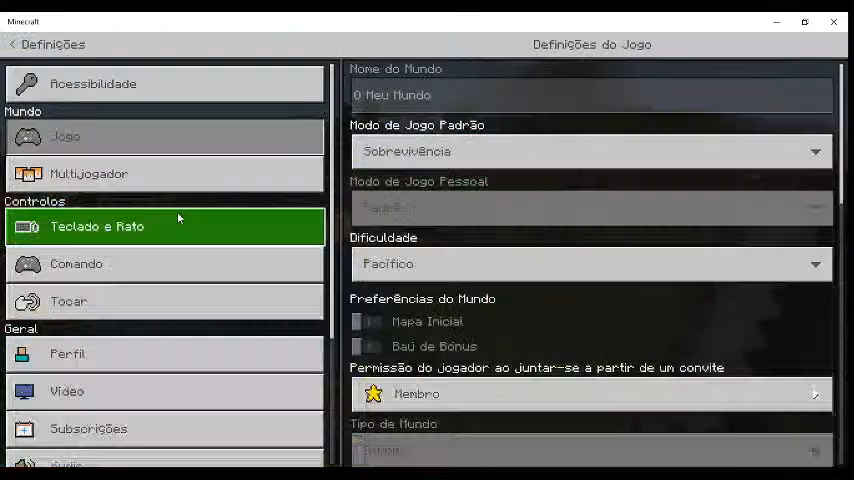 Minecraft
Definições
Definições do Jogo
Acessibilidade
Mundo
Jogo
Multijogador
Controlos
Teclado e Rato
Comando
Tocar
Geral
Perfil
Vídeo
Subscrições
Áudio
Nome do Mundo
O Meu Mundo
Modo de Jogo Padrão
Sobrevivência
Modo de Jogo Pessoal
Padrão
Dificuldade
Pacífico
Preferências do Mundo
Mapa Inicial
Baú de Bónus
Permissão do jogador ao juntar-se a partir de um convite
Membro
Tipo de Mundo